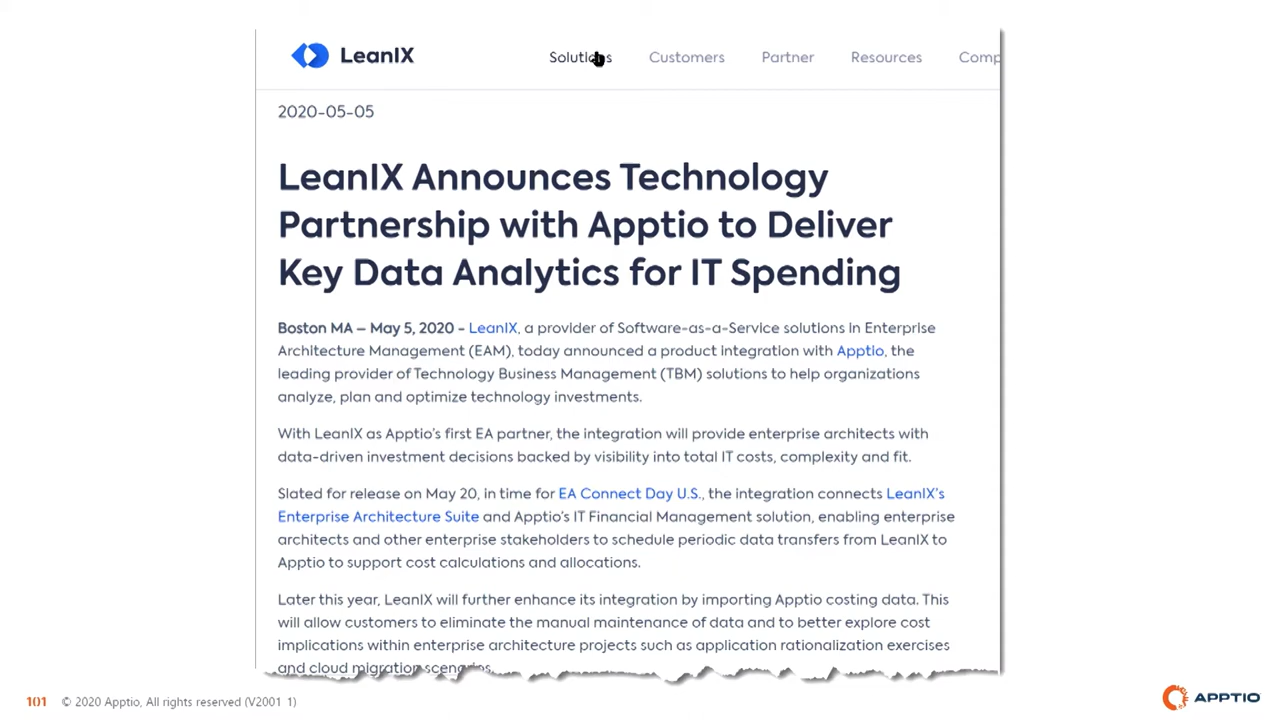 LeanIX
Solutions Customers Partner Resources Comp
2020-05-05
LeanIX Announces Technology
Partnership with Apptio to Deliver
Key Data Analytics for IT Spending
Boston MA – May 5, 2020 - LeanIX, a provider of Software-as-a-Service solutions in Enterprise
Architecture Management (EAM), today announced a product integration with Apptio, the
leading provider of Technology Business Management (TBM) solutions to help organizations
analyze, plan and optimize technology investments.
With LeanIX as Apptio's first EA partner, the integration will provide enterprise architects with
data-driven investment decisions backed by visibility into total IT costs, complexity and fit.
Slated for release on May 20, in time for EA Connect Day U.S., the integration connects LeanIX's
Enterprise Architecture Suite and Apptio's IT Financial Management solution, enabling enterprise
architects and other enterprise stakeholders to schedule periodic data transfers from LeanIX to
Apptio to support cost calculations and allocations.
Later this year, LeanIX will further enhance its integration by importing Apptio costing data. This
will allow customers to eliminate the manual maintenance of data and to better explore cost
implications within enterprise architecture projects such as application rationalization exercises
and cloud migration scenarios.
101 © 2020 Apptio, All rights reserved (V2001 1)
APPTIO